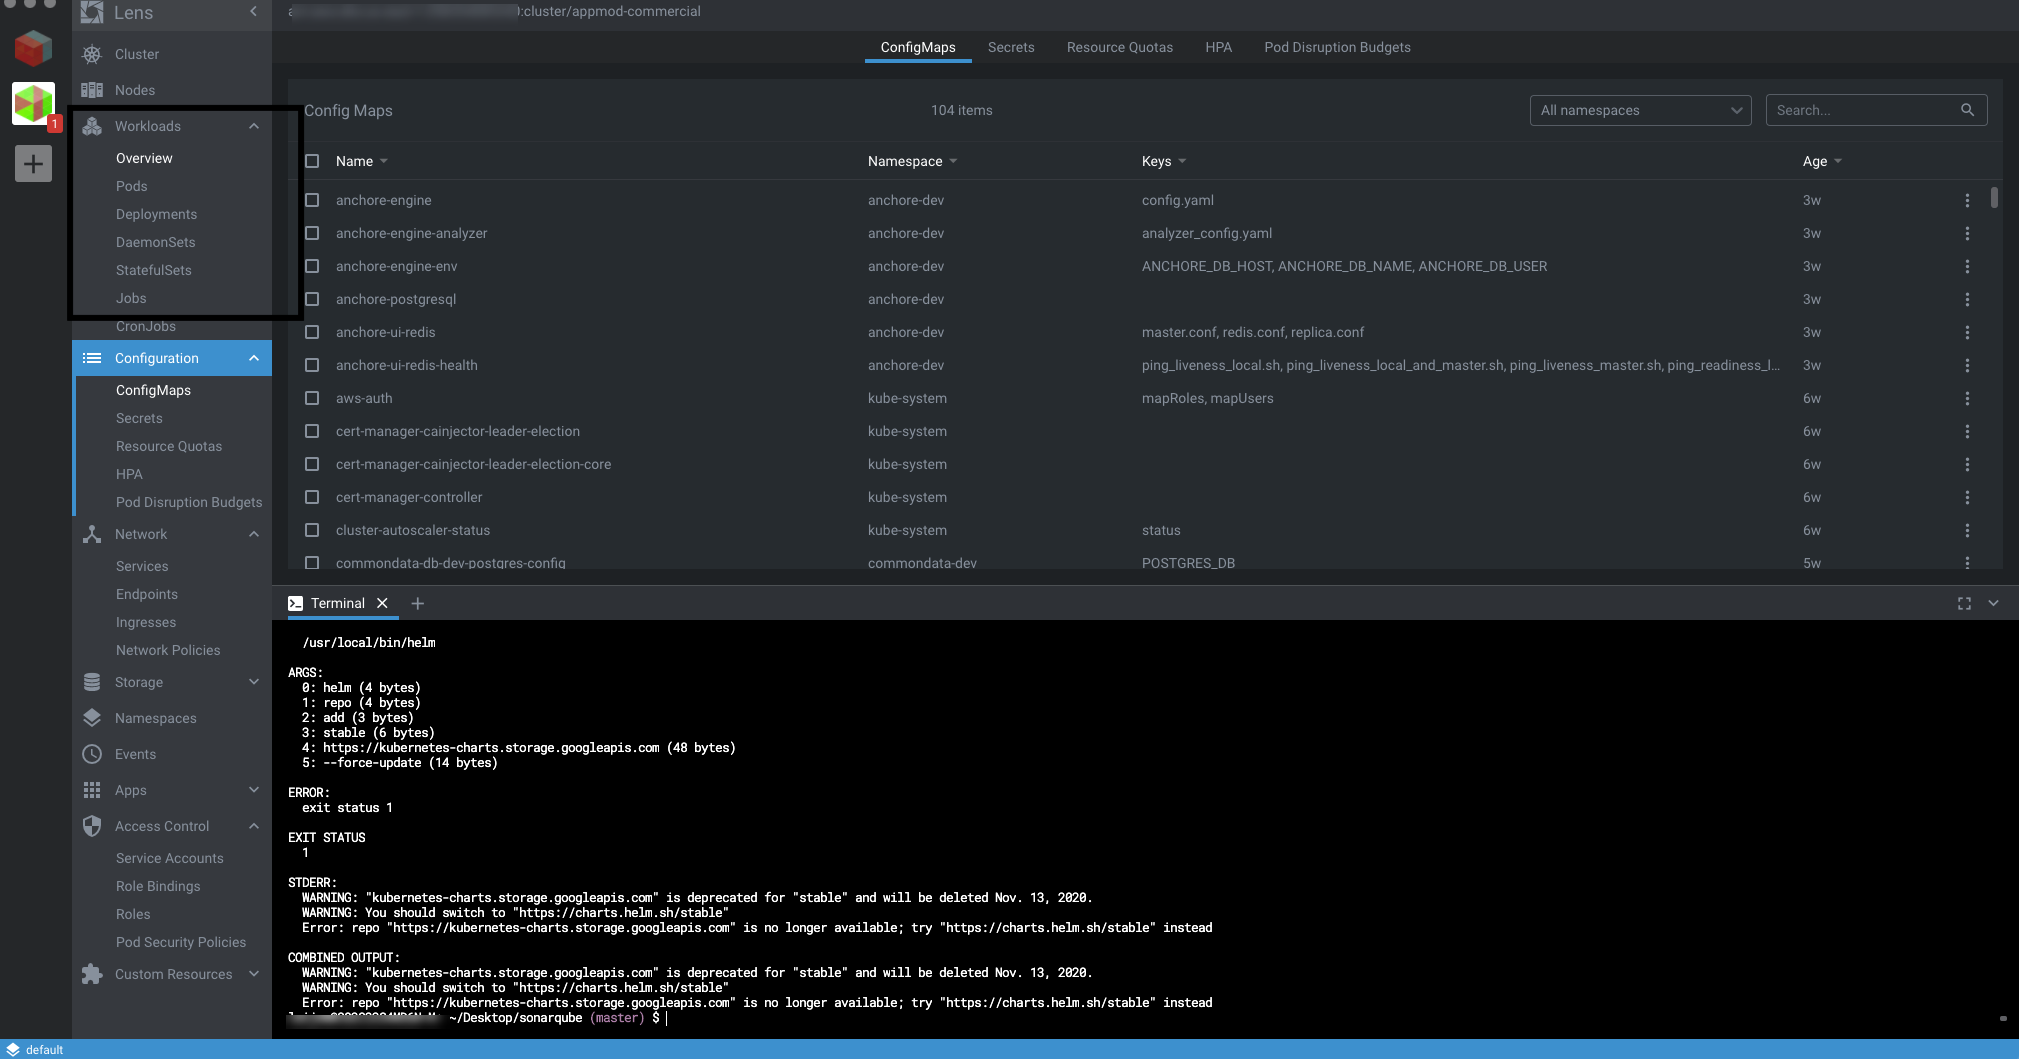 Lens
:cluster/appmod-commercial
Cluster
Nodes
1
Workloads
Overview
Pods
Deployments
DaemonSets
StatefulSets
Jobs
CronJobs
Configuration
ConfigMaps
Secrets
Resource Quotas
HPA
Pod Disruption Budgets
Network
Services
Endpoints
Ingresses
Network Policies
Storage
Namespaces
Events
Apps
Access Control
Service Accounts
Role Bindings
Roles
Pod Security Policies
Custom Resources
ConfigMaps Secrets Resource Quotas HPA Pod Disruption Budgets
Config Maps 104 items All namespaces Search...
Name Namespace Keys Age
anchore-engine anchore-dev config.yaml 3w
anchore-engine-analyzer anchore-dev analyzer_config.yaml 3w
anchore-engine-env anchore-dev ANCHORE_DB_HOST, ANCHORE_DB_NAME, ANCHORE_DB_USER 3w
anchore-postgresql anchore-dev 3w
anchore-ui-redis anchore-dev master.conf, redis.conf, replica.conf 3w
anchore-ui-redis-health anchore-dev ping_liveness_local.sh, ping_liveness_local_and_master.sh, ping_liveness_master.sh, ping_readiness_l... 3w
aws-auth kube-system mapRoles, mapUsers 6w
cert-manager-cainjector-leader-election kube-system 6w
cert-manager-cainjector-leader-election-core kube-system 6w
cert-manager-controller kube-system 6w
cluster-autoscaler-status kube-system status 6w
commondata-db-dev-postgres-config commondata-dev POSTGRES_DB 5w
Terminal
/usr/local/bin/helm
ARGS:
0: helm (4 bytes)
1: repo (4 bytes)
2: add (3 bytes)
3: stable (6 bytes)
4: https://kubernetes-charts.storage.googleapis.com (48 bytes)
5: --force-update (14 bytes)
ERROR:
exit status 1
EXIT STATUS
1
STDERR:
WARNING: "kubernetes-charts.storage.googleapis.com" is deprecated for "stable" and will be deleted Nov. 13, 2020.
WARNING: You should switch to "https://charts.helm.sh/stable"
Error: repo "https://kubernetes-charts.storage.googleapis.com" is no longer available; try "https://charts.helm.sh/stable" instead
COMBINED OUTPUT:
WARNING: "kubernetes-charts.storage.googleapis.com" is deprecated for "stable" and will be deleted Nov. 13, 2020.
WARNING: You should switch to "https://charts.helm.sh/stable"
Error: repo "https://kubernetes-charts.storage.googleapis.com" is no longer available; try "https://charts.helm.sh/stable" instead
~/Desktop/sonarqube (master) $
default